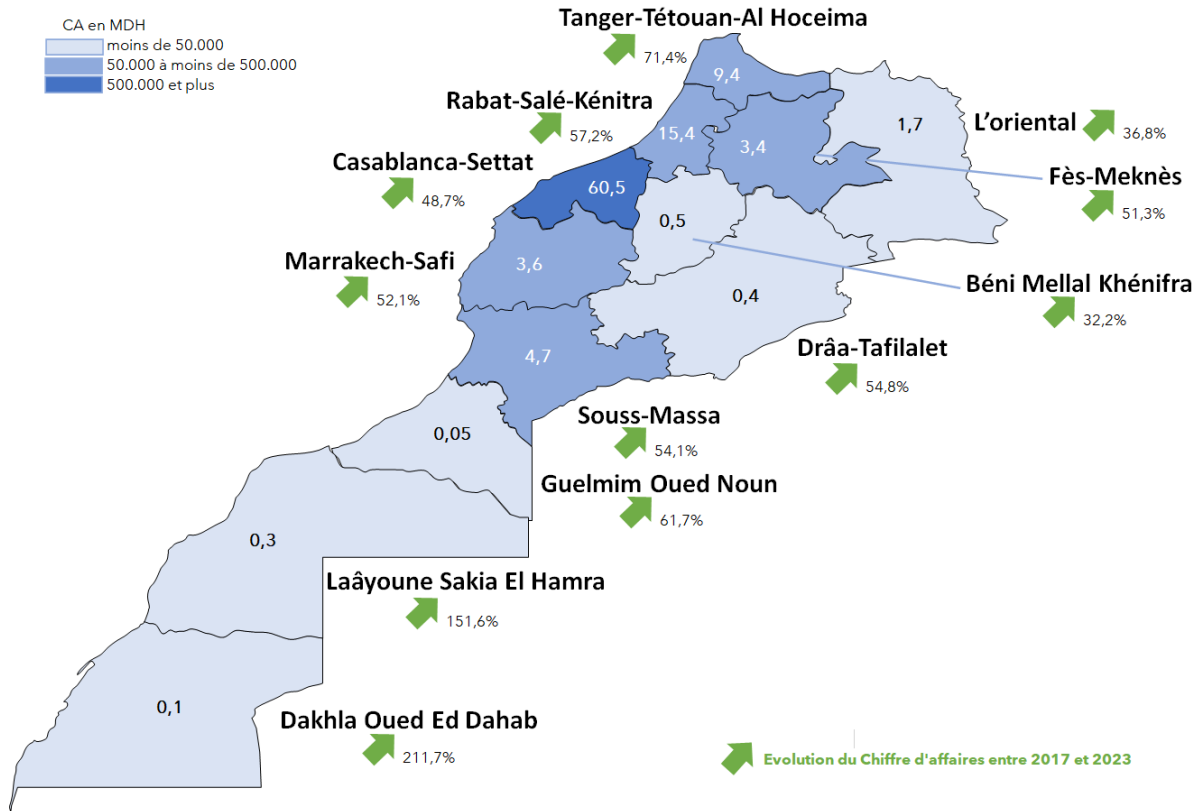 CA en MDH
moins de 50.000
50.000 à moins de 500.000
500.000 et plus
Tanger-Tétouan-Al Hoceima
71,4%
9,4
Rabat-Salé-Kénitra
57,2%
15,4
3,4
1,7
L'oriental
36,8%
Casablanca-Settat
48,7%
60,5
Fès-Meknès
51,3%
0,5
Marrakech-Safi
52,1%
3,6
Béni Mellal Khénifra
32,2%
0,4
Drâa-Tafilalet
54,8%
4,7
Souss-Massa
54,1%
0,05
Guelmim Oued Noun
61,7%
0,3
Laâyoune Sakia El Hamra
151,6%
0,1
Dakhla Oued Ed Dahab
211,7%
Evolution du Chiffre d'affaires entre 2017 et 2023